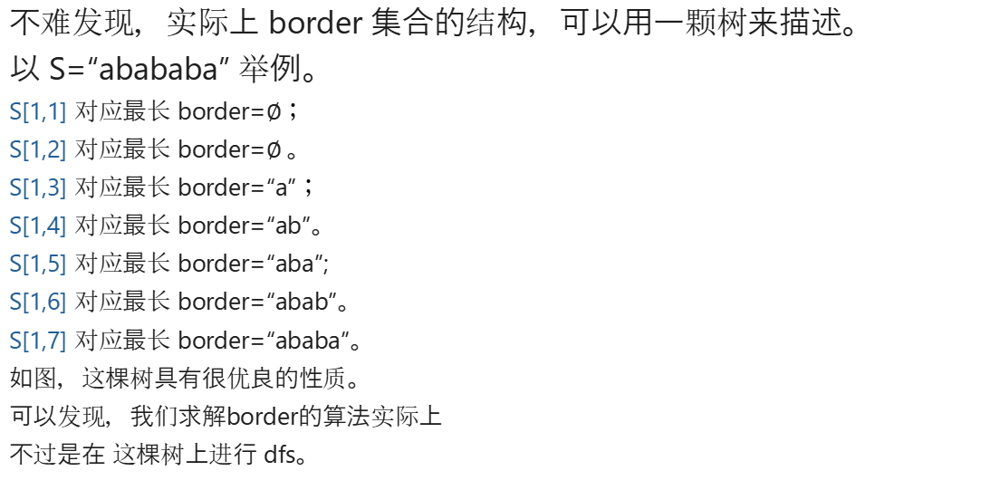 不难发现，实际上 border 集合的结构，可以用一颗树来描述。
以 S=“abababa” 举例。
S[1,1] 对应最长 border=∅；
S[1,2] 对应最长 border=∅。
S[1,3] 对应最长 border=“a”；
S[1,4] 对应最长 border=“ab”。
S[1,5] 对应最长 border=“aba”;
S[1,6] 对应最长 border=“abab”。
S[1,7] 对应最长 border=“ababa”。
如图，这棵树具有很优良的性质。
可以发现，我们求解border的算法实际上
不过是在 这棵树上进行 dfs。